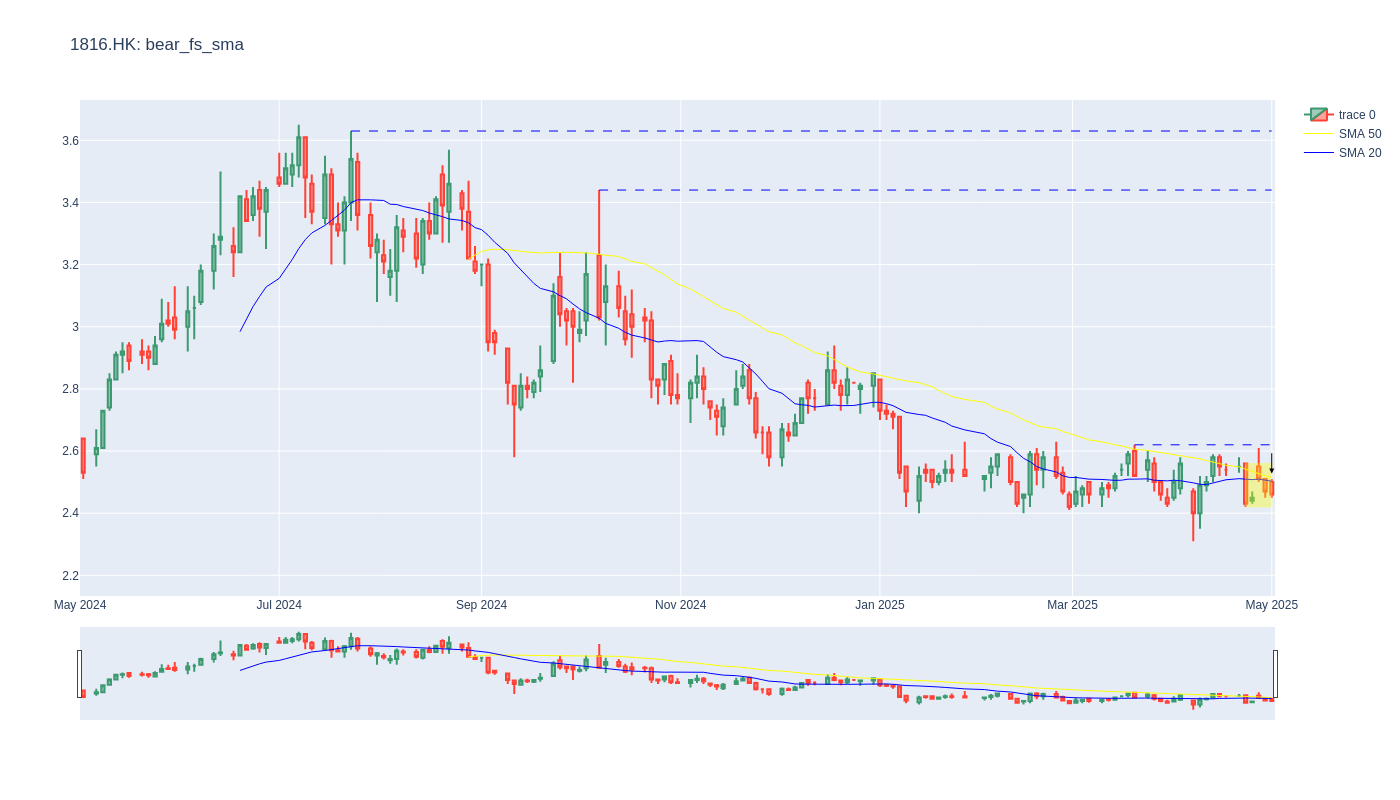 1816.HK: bear_fs_sma
trace 0
SMA 50
SMA 20
3.6
3.4
3.2
3
2.8
2.6
2.4
2.2
May 2024
Jul 2024
Sep 2024
Nov 2024
Jan 2025
Mar 2025
May 2025